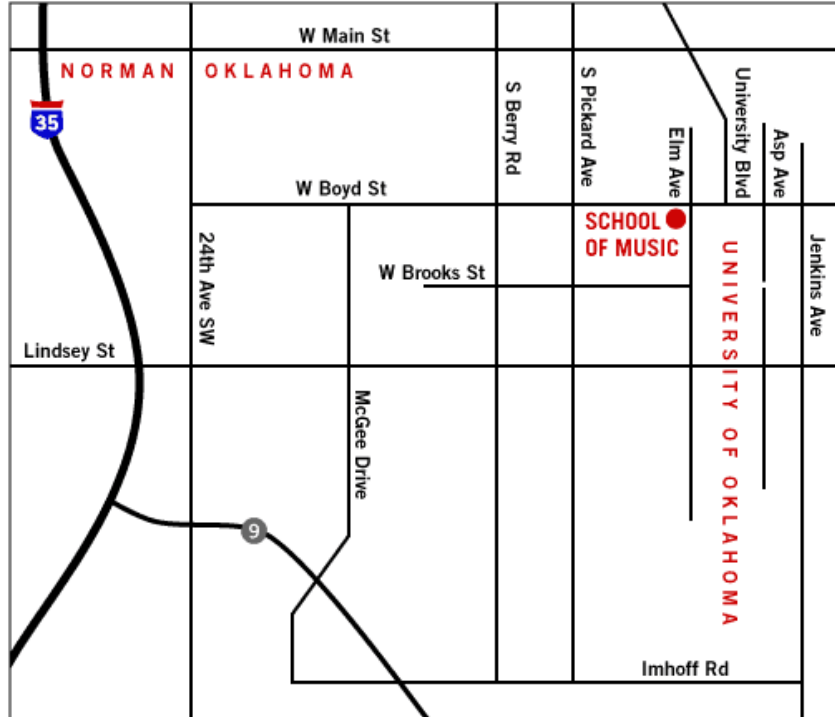 W Main St
NORMAN OKLAHOMA
35
S Berry Rd
S Pickard Ave
Elm Ave
University Blvd
Asp Ave
W Boyd St
SCHOOL
OF MUSIC
24th Ave SW
W Brooks St
UNIVERSITY OF OKLAHOMA
Jenkins Ave
Lindsey St
McGee Drive
9
Imhoff Rd